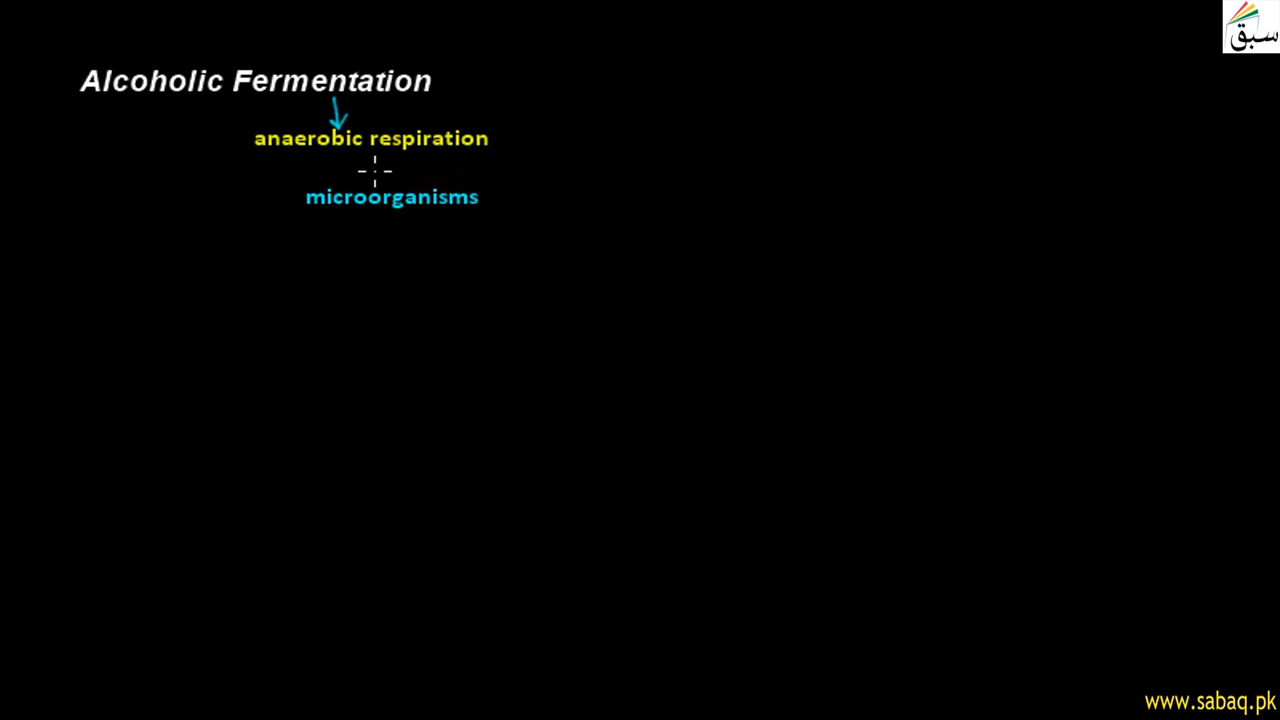 سبق
Alcoholic Fermentation
anaerobic respiration
microorganisms
www.sabaq.pk